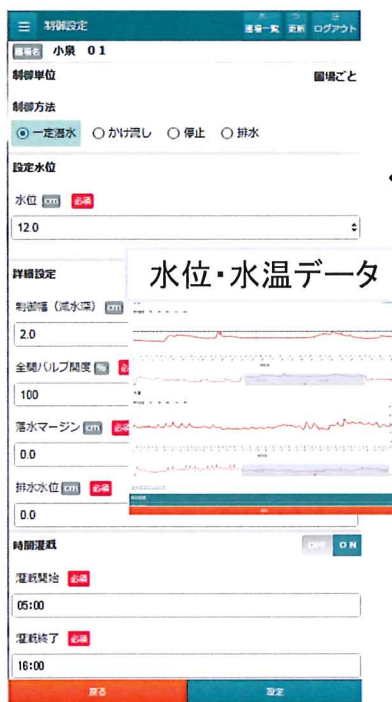 制御設定
圃場一覧 更新 ログアウト
圃場名 小泉 01
制御単位 圃場ごと
制御方法
一定湛水 かけ流し 停止 排水
設定水位
水位 cm 必須
12.0
水位・水温データ
詳細設定
制御幅（減水深） cm
2.0
全開バルブ開度 %
100
落水マージン cm 必須
0.0
排水水位 cm 必須
0.0
時間灌漑 OFF ON
灌漑開始 必須
05:00
灌漑終了 必須
16:00
戻る 設定